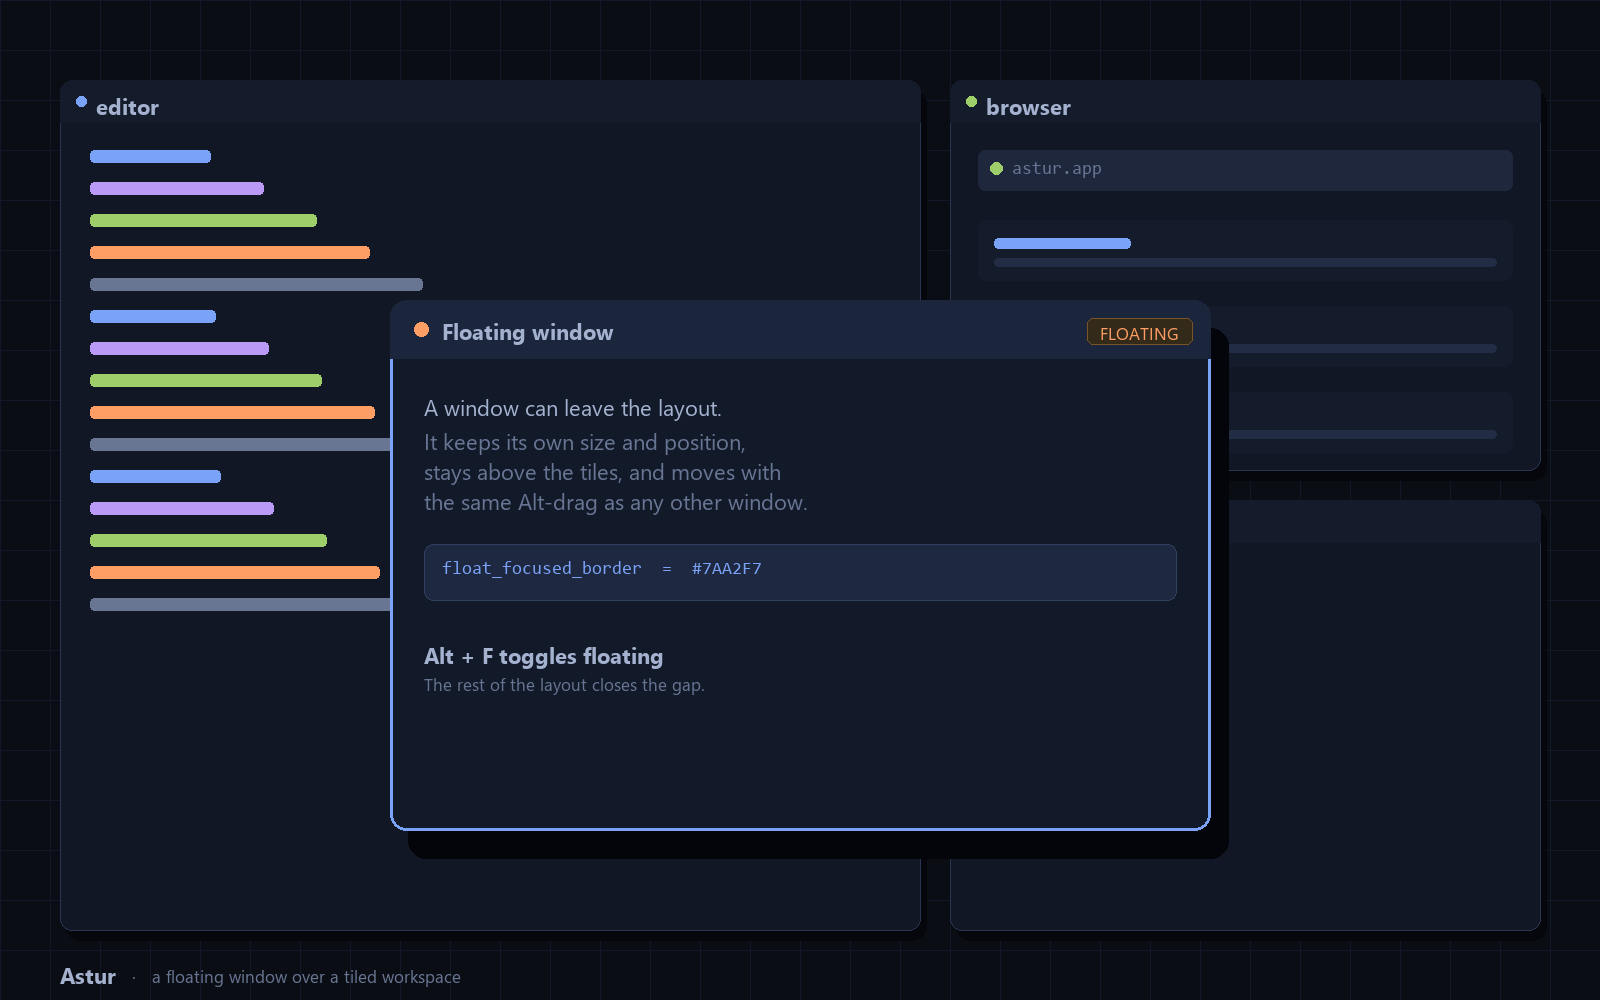 editor
browser
astur.app
Floating window
FLOATING
A window can leave the layout.
It keeps its own size and position,
stays above the tiles, and moves with
the same Alt-drag as any other window.
float_focused_border = #7AA2F7
Alt + F toggles floating
The rest of the layout closes the gap.
Astur · a floating window over a tiled workspace